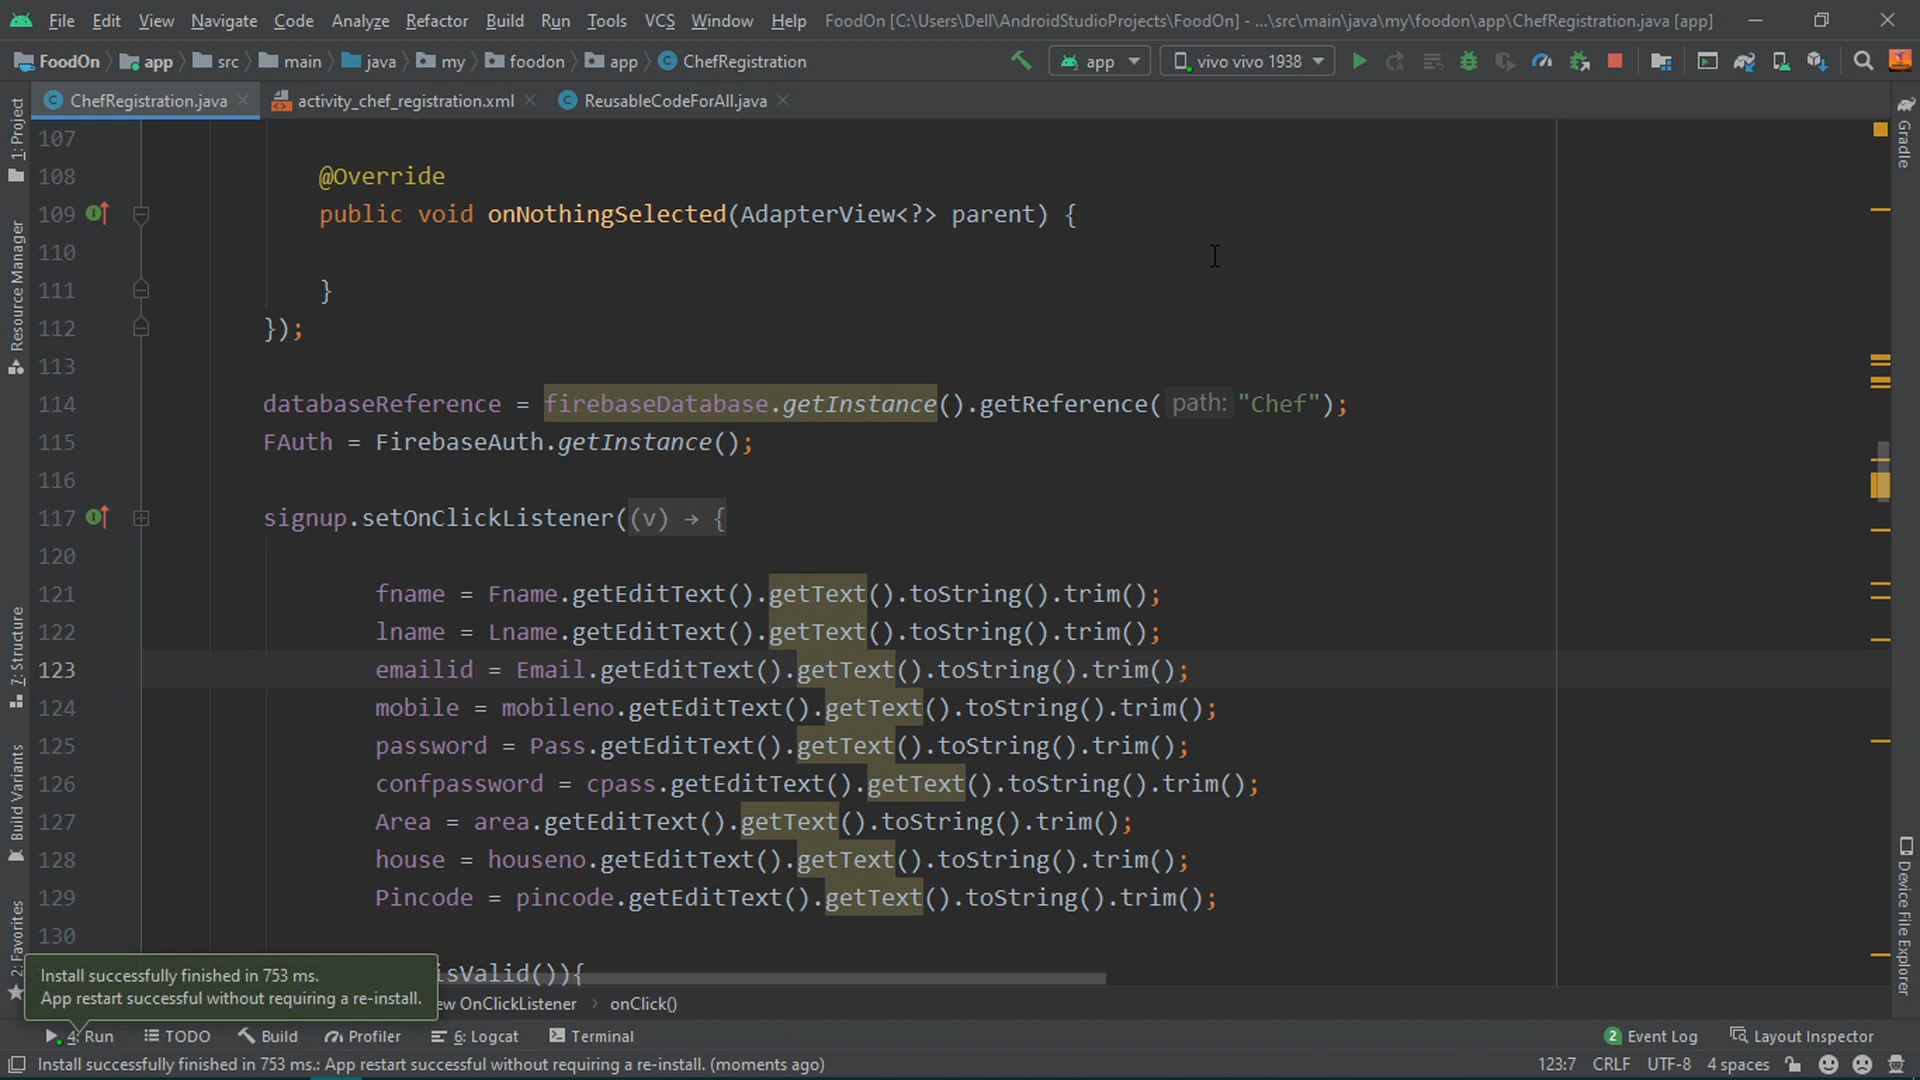 File Edit View Navigate Code Analyze Refactor Build Run Tools VCS Window Help FoodOn [C:\Users\Dell\AndroidStudioProjects\FoodOn] - ...\src\main\java\my\foodon\app\ChefRegistration.java [app]
FoodOn app src main java my foodon app ChefRegistration app vivo vivo 1938
ChefRegistration.java activity_chef_registration.xml ReusableCodeForAll.java
1: Project
Resource Manager
7: Structure
Build Variants
2: Favorites
Gradle
Device File Explorer
107
108 @Override
109 public void onNothingSelected(AdapterView<?> parent) {
110
111 }
112 });
113
114 databaseReference = firebaseDatabase.getInstance().getReference( path: "Chef");
115 FAuth = FirebaseAuth.getInstance();
116
117 signup.setOnClickListener((v) → {
120
121 fname = Fname.getEditText().getText().toString().trim();
122 lname = Lname.getEditText().getText().toString().trim();
123 emailid = Email.getEditText().getText().toString().trim();
124 mobile = mobileno.getEditText().getText().toString().trim();
125 password = Pass.getEditText().getText().toString().trim();
126 confpassword = cpass.getEditText().getText().toString().trim();
127 Area = area.getEditText().getText().toString().trim();
128 house = houseno.getEditText().getText().toString().trim();
129 Pincode = pincode.getEditText().getText().toString().trim();
130
sValid()){
Install successfully finished in 753 ms.
App restart successful without requiring a re-install.
ew OnClickListener onClick()
4: Run TODO Build Profiler 6: Logcat Terminal 2 Event Log Layout Inspector
Install successfully finished in 753 ms.: App restart successful without requiring a re-install. (moments ago) 123:7 CRLF UTF-8 4 spaces